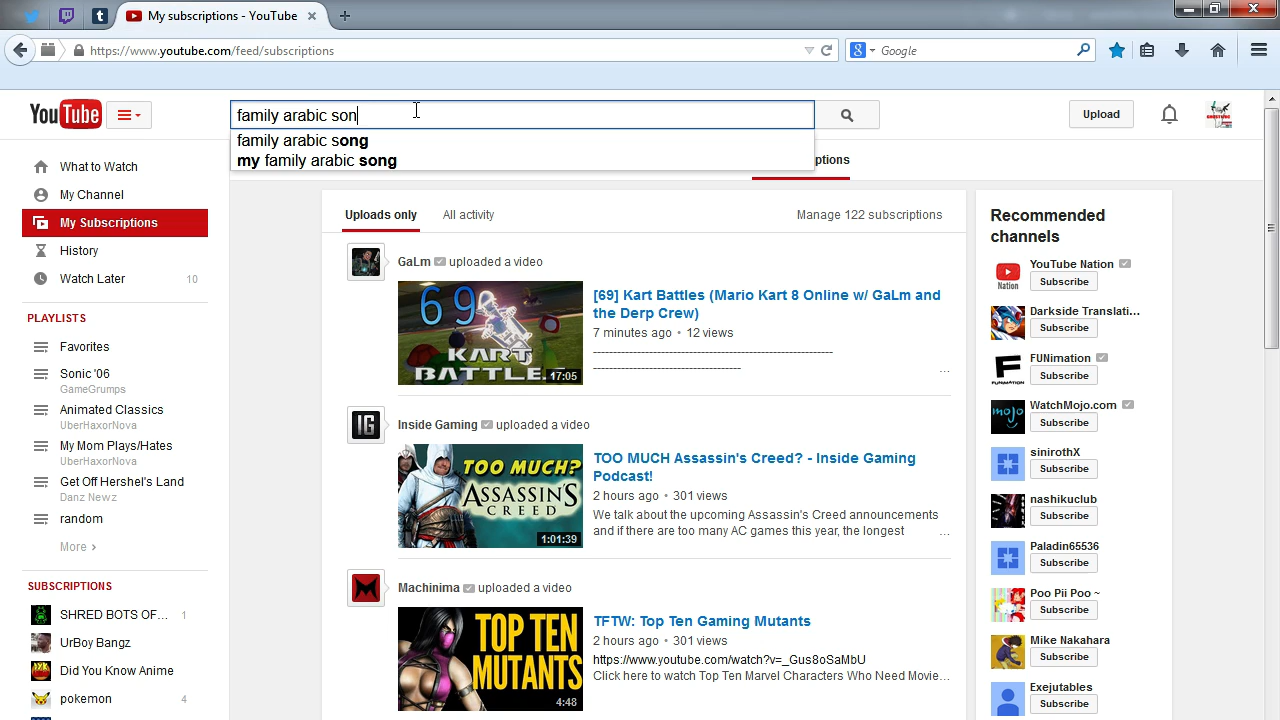 My subscriptions - YouTube
https://www.youtube.com/feed/subscriptions
Google
YouTube
family arabic son
Upload
family arabic song
my family arabic song
ptions
What to Watch
My Channel
My Subscriptions
History
Watch Later 10
PLAYLISTS
Favorites
Sonic '06
GameGrumps
Animated Classics
UberHaxorNova
My Mom Plays/Hates
UberHaxorNova
Get Off Hershel's Land
Danz Newz
random
More >
SUBSCRIPTIONS
SHRED BOTS OF... 1
UrBoy Bangz
Did You Know Anime
pokemon 4
Uploads only
All activity
Manage 122 subscriptions
GaLm uploaded a video
69
KART
BATTLE
17:05
[69] Kart Battles (Mario Kart 8 Online w/ GaLm and
the Derp Crew)
7 minutes ago • 12 views
------------------------------------------------------------
------------------------------------- ...
IG
Inside Gaming uploaded a video
TOO MUCH?
ASSASSIN'S
CREED
1:01:39
TOO MUCH Assassin's Creed? - Inside Gaming
Podcast!
2 hours ago • 301 views
We talk about the upcoming Assassin's Creed announcements
and if there are too many AC games this year, the longest ...
Machinima uploaded a video
TOP TEN
MUTANTS
4:48
TFTW: Top Ten Gaming Mutants
2 hours ago • 301 views
https://www.youtube.com/watch?v=_Gus8oSaMbU
Click here to watch Top Ten Marvel Characters Who Need Movie...
Recommended
channels
Nation
YouTube Nation
Subscribe
Darkside Translati...
Subscribe
FUNimation
Subscribe
mojo
WatchMojo.com
Subscribe
sinirothX
Subscribe
nashikuclub
Subscribe
Paladin65536
Subscribe
Poo Pii Poo ~
Subscribe
Mike Nakahara
Subscribe
Exejutables
Subscribe